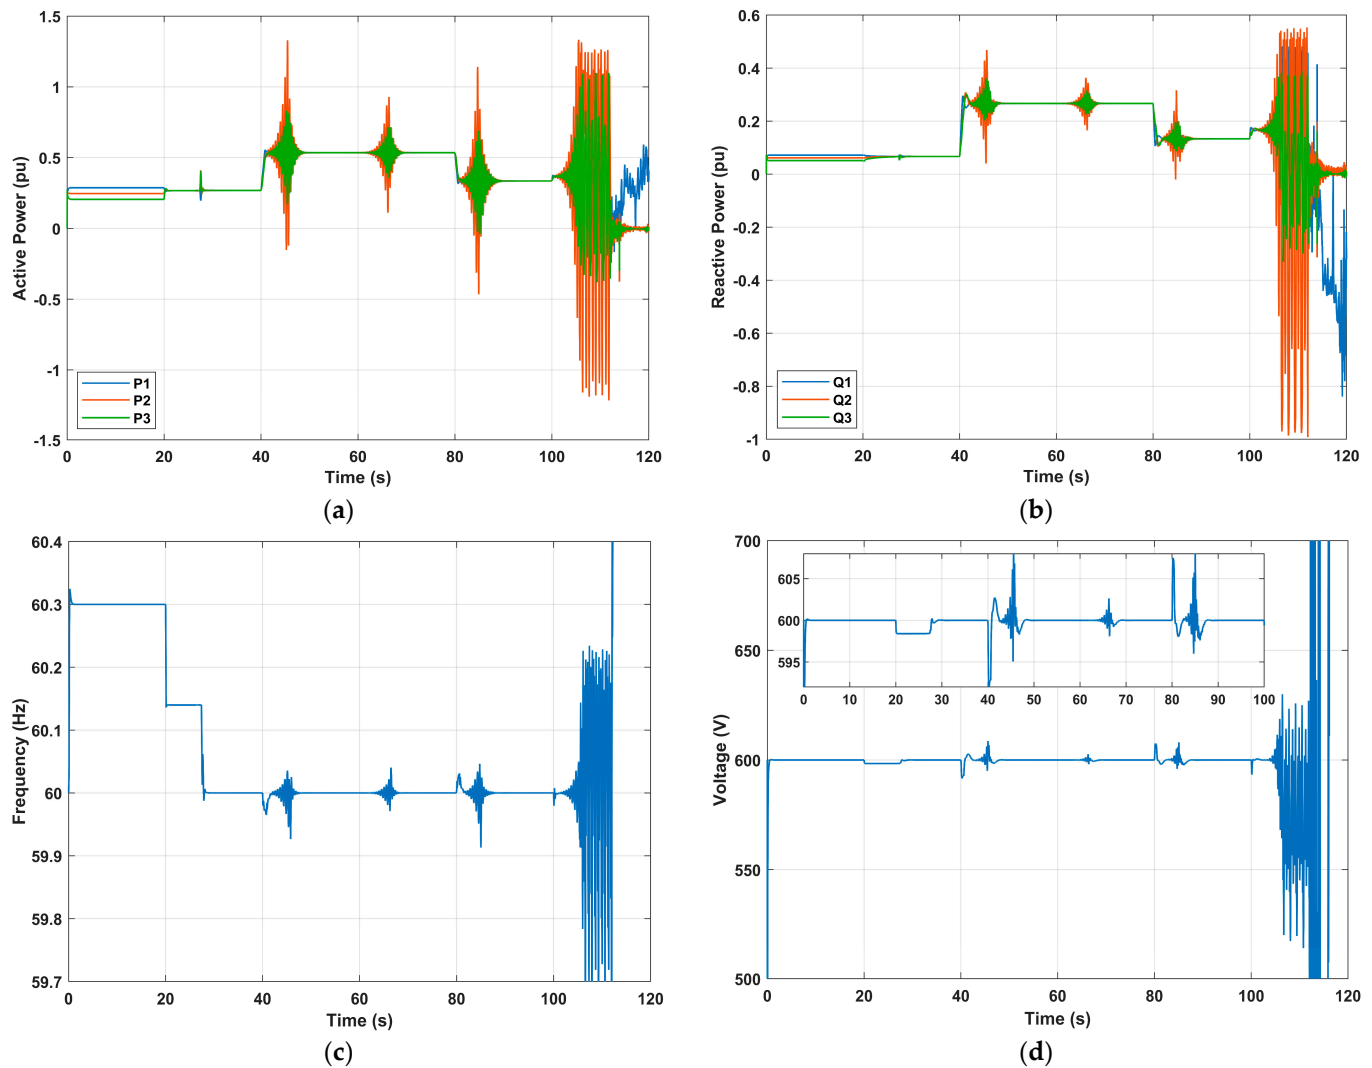 1.5
1
0.5
0
-0.5
-1
-1.5
Active Power (pu)
P1
P2
P3
0 20 40 60 80 100 120
Time (s)
(a)
0.6
0.4
0.2
0
-0.2
-0.4
-0.6
-0.8
-1
Reactive Power (pu)
Q1
Q2
Q3
0 20 40 60 80 100 120
Time (s)
(b)
60.4
60.3
60.2
60.1
60
59.9
59.8
59.7
Frequency (Hz)
0 20 40 60 80 100 120
Time (s)
(c)
700
650
600
550
500
Voltage (V)
605
600
595
0 10 20 30 40 50 60 70 80 90 100
0 20 40 60 80 100 120
Time (s)
(d)